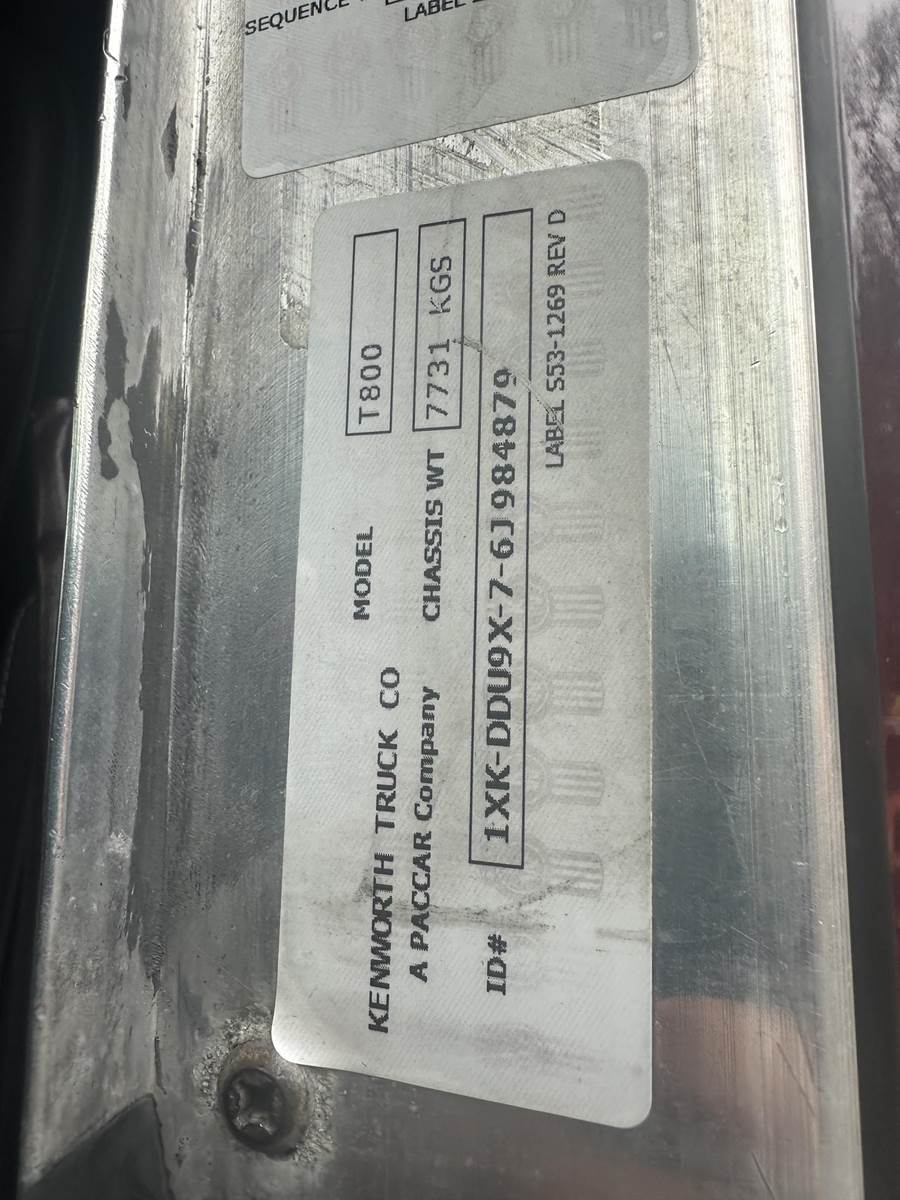 SEQUENCE
LABEL
KENWORTH TRUCK CO MODEL T800
A PACCAR Company CHASSIS WT 7731 KGS
ID# 1XK-DDU9X-7-6J984879
LABEL S53-1269 REV D